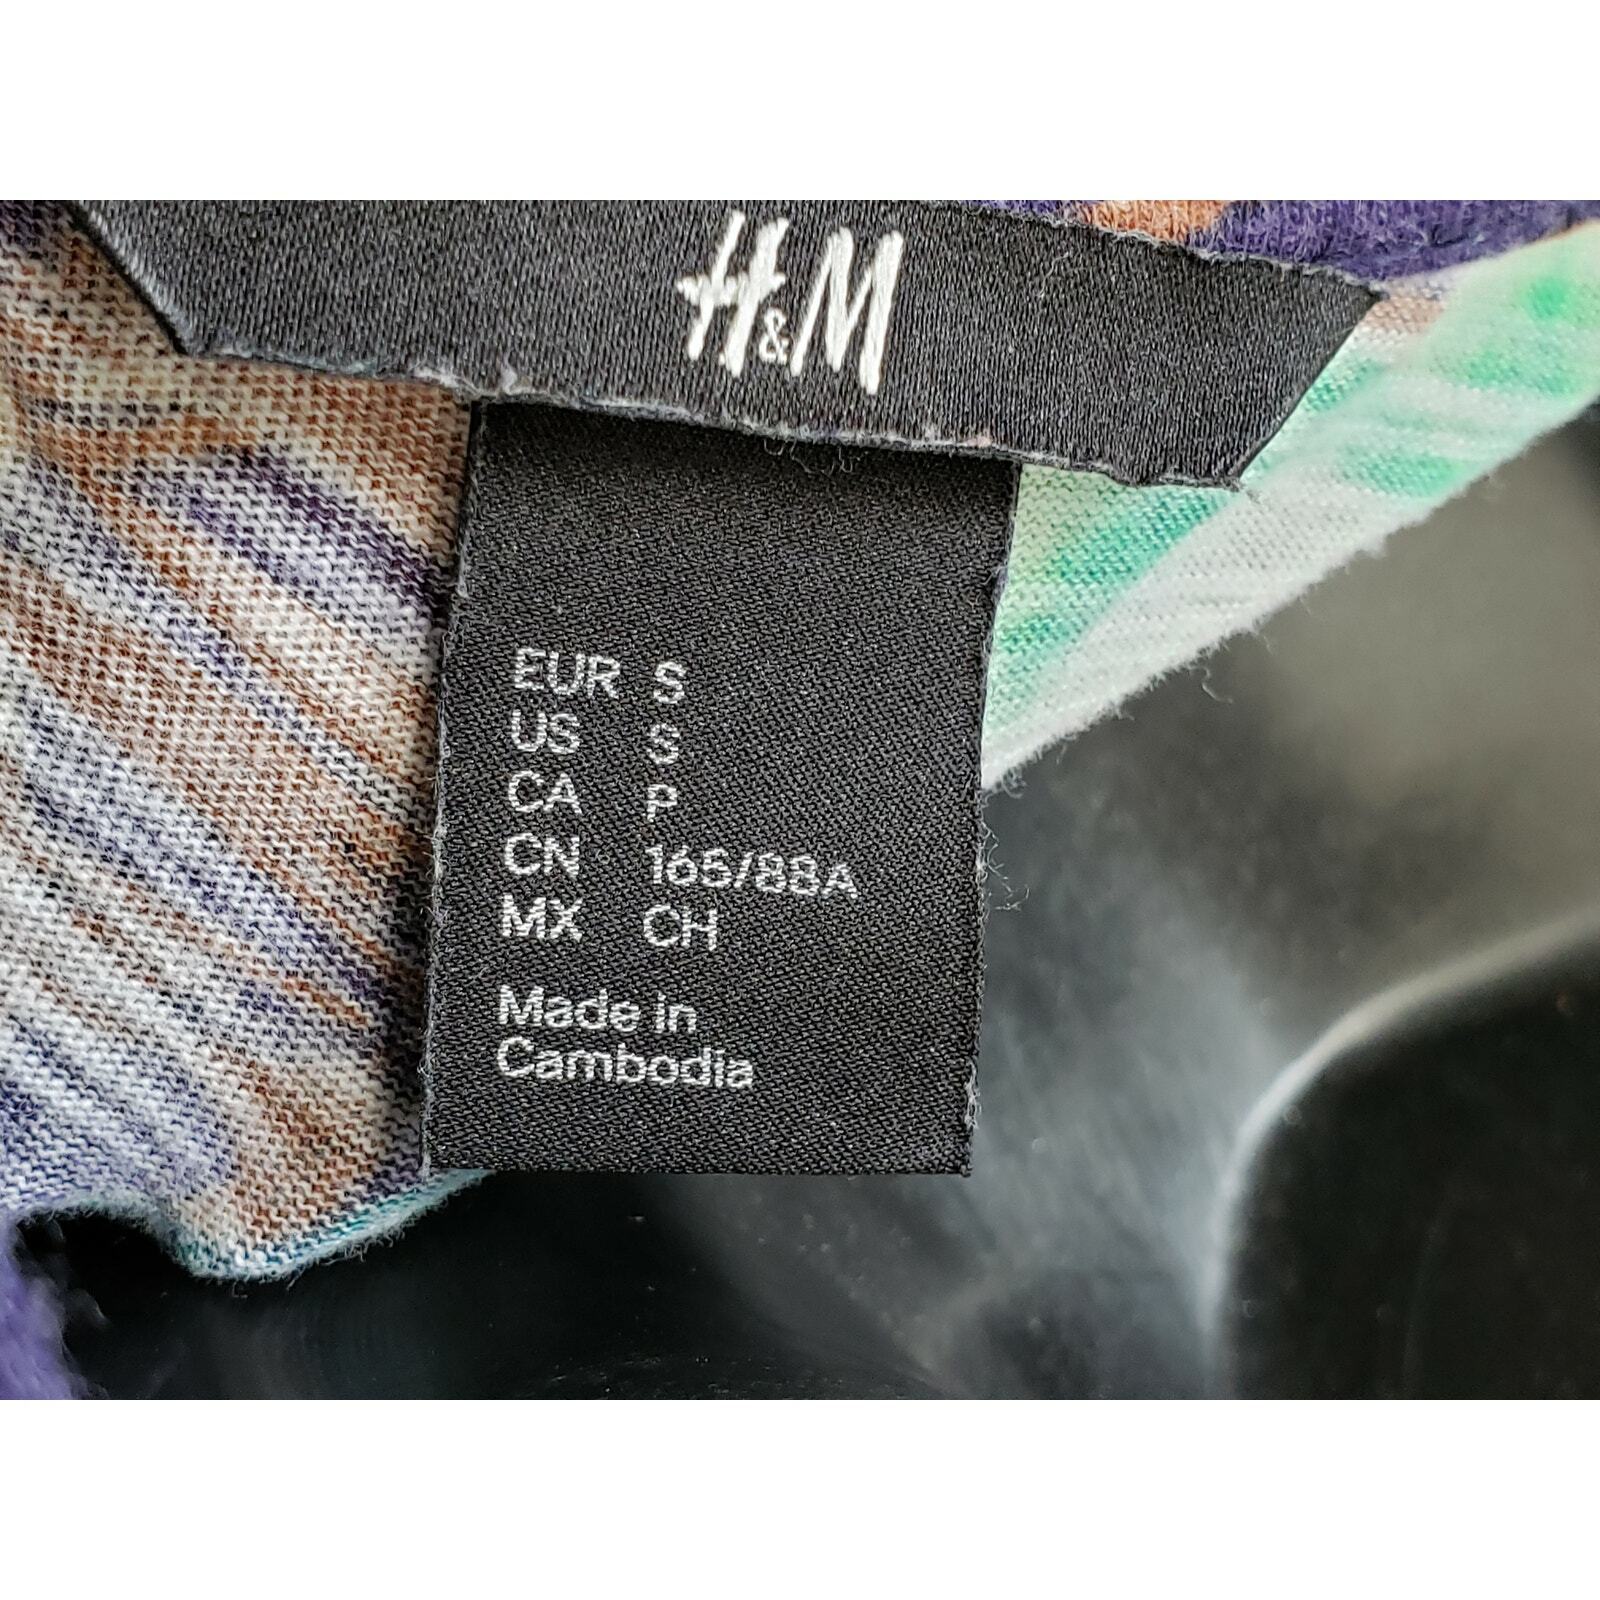 H&M
EUR S
US S
CA P
CN 165/88A
MX CH
Made in
Cambodia